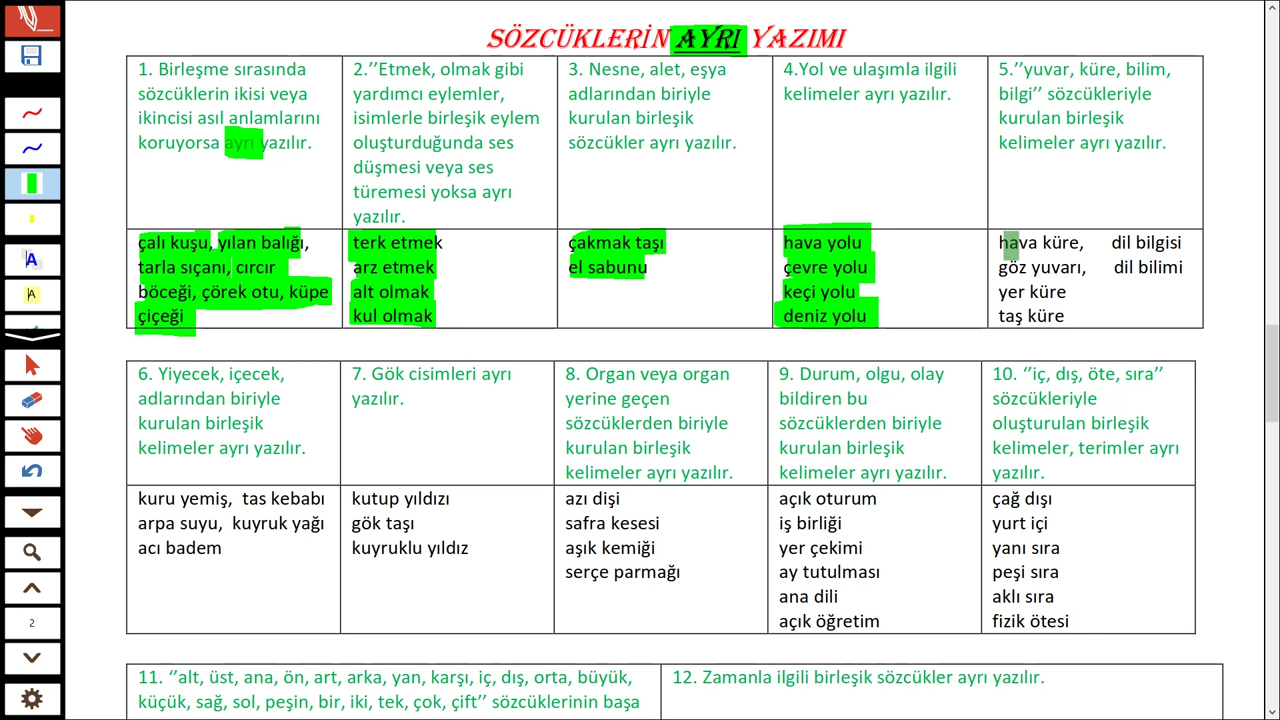 SÖZCÜKLERİN AYRI YAZIMI
1. Birleşme sırasında
sözcüklerin ikisi veya
ikincisi asıl anlamlarını
koruyorsa ayrı yazılır.
2.’’Etmek, olmak gibi
yardımcı eylemler,
isimlerle birleşik eylem
oluşturduğunda ses
düşmesi veya ses
türemesi yoksa ayrı
yazılır.
3. Nesne, alet, eşya
adlarından biriyle
kurulan birleşik
sözcükler ayrı yazılır.
4.Yol ve ulaşımla ilgili
kelimeler ayrı yazılır.
5.’’yuvar, küre, bilim,
bilgi’’ sözcükleriyle
kurulan birleşik
kelimeler ayrı yazılır.
çalı kuşu, yılan balığı,
tarla sıçanı, cırcır
böceği, çörek otu, küpe
çiçeği
terk etmek
arz etmek
alt olmak
kul olmak
çakmak taşı
el sabunu
hava yolu
çevre yolu
keçi yolu
deniz yolu
hava küre, dil bilgisi
göz yuvarı, dil bilimi
yer küre
taş küre
6. Yiyecek, içecek,
adlarından biriyle
kurulan birleşik
kelimeler ayrı yazılır.
7. Gök cisimleri ayrı
yazılır.
8. Organ veya organ
yerine geçen
sözcüklerden biriyle
kurulan birleşik
kelimeler ayrı yazılır.
9. Durum, olgu, olay
bildiren bu
sözcüklerden biriyle
kurulan birleşik
kelimeler ayrı yazılır.
10. ‘’iç, dış, öte, sıra’’
sözcükleriyle
oluşturulan birleşik
kelimeler, terimler ayrı
yazılır.
kuru yemiş, tas kebabı
arpa suyu, kuyruk yağı
acı badem
kutup yıldızı
gök taşı
kuyruklu yıldız
azı dişi
safra kesesi
aşık kemiği
serçe parmağı
açık oturum
iş birliği
yer çekimi
ay tutulması
ana dili
açık öğretim
çağ dışı
yurt içi
yanı sıra
peşi sıra
aklı sıra
fizik ötesi
11. ‘’alt, üst, ana, ön, art, arka, yan, karşı, iç, dış, orta, büyük,
küçük, sağ, sol, peşin, bir, iki, tek, çok, çift’’ sözcüklerinin başa
12. Zamanla ilgili birleşik sözcükler ayrı yazılır.
A
A
2